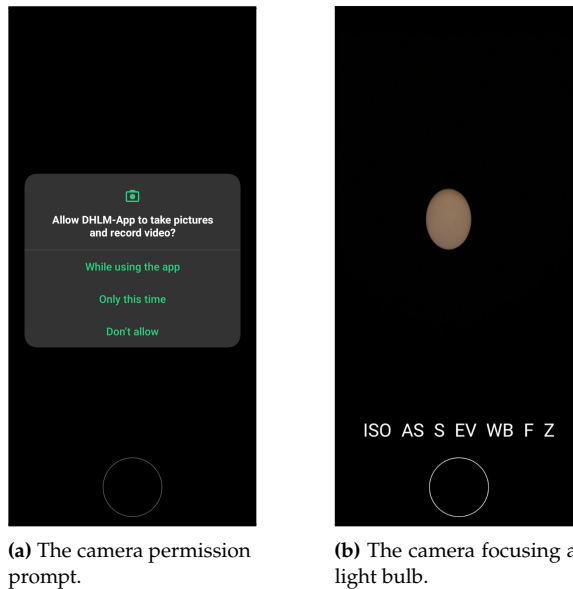 Allow DHLM-App to take pictures
and record video?
While using the app
Only this time
Don't allow
ISO AS S EV WB F Z
(a) The camera permission
prompt.
(b) The camera focusing a
light bulb.